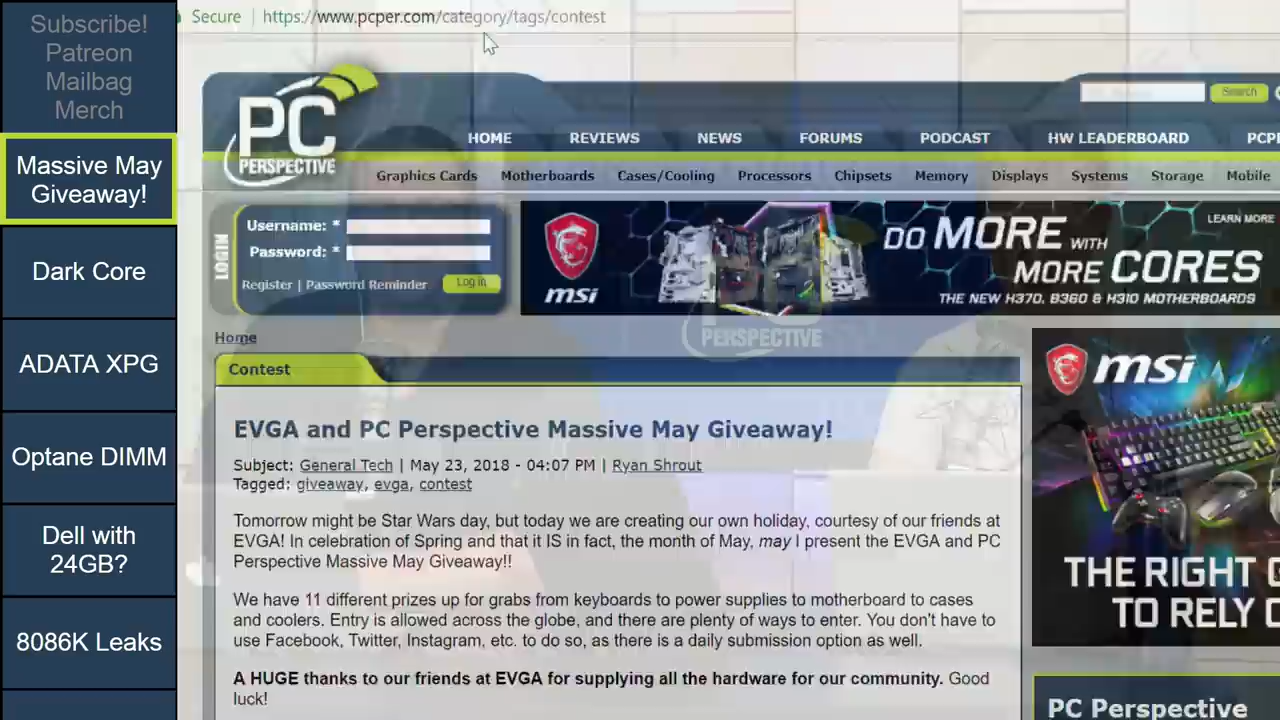 Subscribe!
Patreon
Mailbag
Merch
Massive May
Giveaway!
Dark Core
ADATA XPG
Optane DIMM
Dell with
24GB?
8086K Leaks
Secure | https://www.pcper.com/category/tags/contest
PC
PERSPECTIVE
Search
HOME REVIEWS NEWS FORUMS PODCAST HW LEADERBOARD PCPE
Graphics Cards Motherboards Cases/Cooling Processors Chipsets Memory Displays Systems Storage Mobile
LOGIN
Username: *
Password: *
Register | Password Reminder Log in
msi
DO MORE WITH
MORE CORES
THE NEW H370, B360 & H310 MOTHERBOARDS
LEARN MORE
PERSPECTIVE
Home
Contest
EVGA and PC Perspective Massive May Giveaway!
Subject: General Tech | May 23, 2018 - 04:07 PM | Ryan Shrout
Tagged: giveaway, evga, contest
Tomorrow might be Star Wars day, but today we are creating our own holiday, courtesy of our friends at
EVGA! In celebration of Spring and that it IS in fact, the month of May, may I present the EVGA and PC
Perspective Massive May Giveaway!!
We have 11 different prizes up for grabs from keyboards to power supplies to motherboard to cases
and coolers. Entry is allowed across the globe, and there are plenty of ways to enter. You don't have to
use Facebook, Twitter, Instagram, etc. to do so, as there is a daily submission option as well.
A HUGE thanks to our friends at EVGA for supplying all the hardware for our community. Good
luck!
msi
THE RIGHT G
TO RELY O
PC Perspective